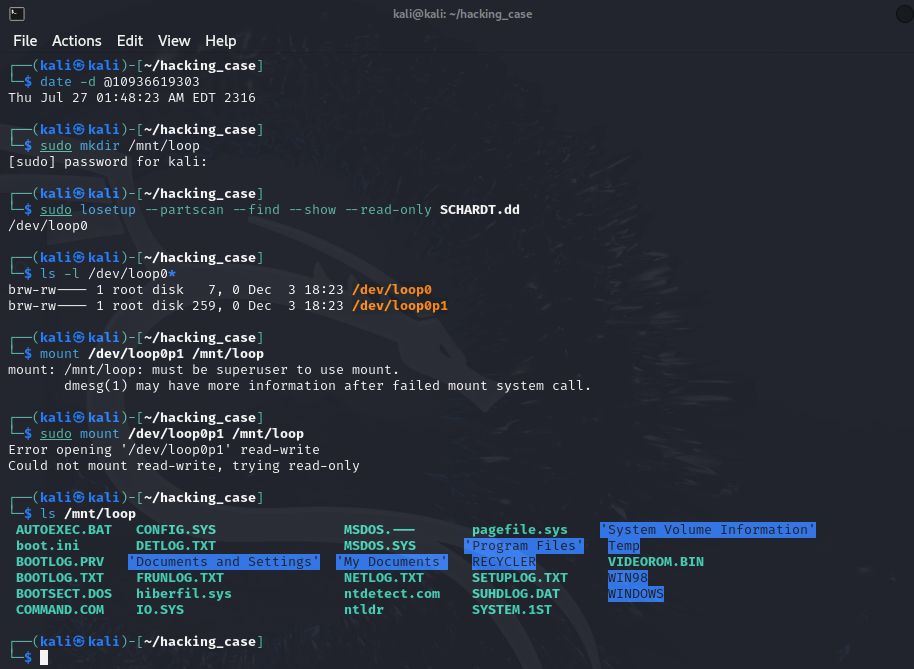 kali@kali: ~/hacking_case
File Actions Edit View Help
┌──(kali㉿kali)-[~/hacking_case]
└─$ date -d @10936619303
Thu Jul 27 01:48:23 AM EDT 2316
┌──(kali㉿kali)-[~/hacking_case]
└─$ sudo mkdir /mnt/loop
[sudo] password for kali:
┌──(kali㉿kali)-[~/hacking_case]
└─$ sudo losetup --partscan --find --show --read-only SCHARDT.dd
/dev/loop0
┌──(kali㉿kali)-[~/hacking_case]
└─$ ls -l /dev/loop0*
brw-rw---- 1 root disk   7, 0 Dec  3 18:23 /dev/loop0
brw-rw---- 1 root disk 259, 0 Dec  3 18:23 /dev/loop0p1
┌──(kali㉿kali)-[~/hacking_case]
└─$ mount /dev/loop0p1 /mnt/loop
mount: /mnt/loop: must be superuser to use mount.
       dmesg(1) may have more information after failed mount system call.
┌──(kali㉿kali)-[~/hacking_case]
└─$ sudo mount /dev/loop0p1 /mnt/loop
Error opening '/dev/loop0p1' read-write
Could not mount read-write, trying read-only
┌──(kali㉿kali)-[~/hacking_case]
└─$ ls /mnt/loop
AUTOEXEC.BAT CONFIG.SYS MSDOS.--- pagefile.sys 'System Volume Information'
boot.ini DETLOG.TXT MSDOS.SYS 'Program Files' Temp
BOOTLOG.PRV 'Documents and Settings' 'My Documents' RECYCLER VIDEOROM.BIN
BOOTLOG.TXT FRUNLOG.TXT NETLOG.TXT SETUPLOG.TXT WIN98
BOOTSECT.DOS hiberfil.sys ntdetect.com SUHDLOG.DAT WINDOWS
COMMAND.COM IO.SYS ntldr SYSTEM.1ST
┌──(kali㉿kali)-[~/hacking_case]
└─$